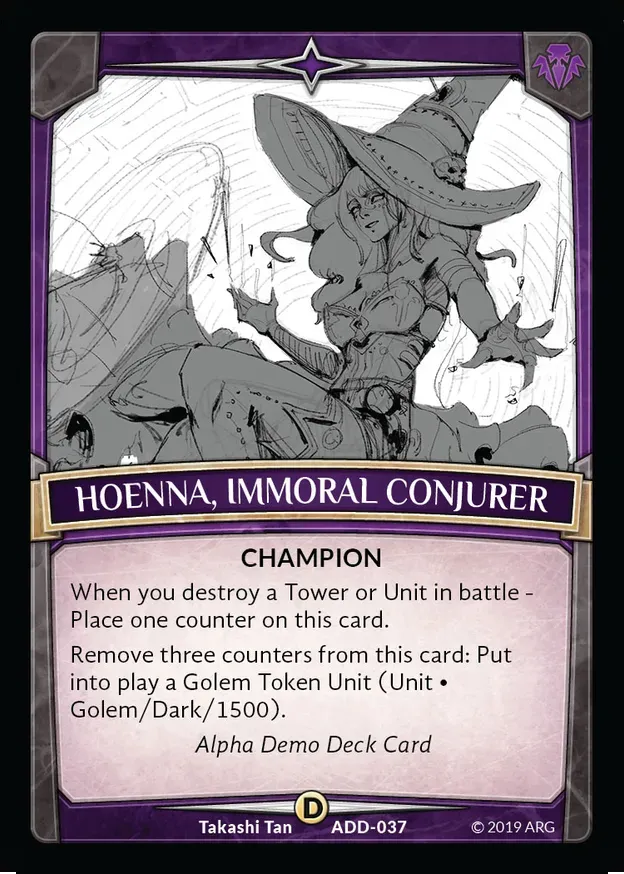 HOENNA, IMMORAL CONJURER
CHAMPION
When you destroy a Tower or Unit in battle -
Place one counter on this card.
Remove three counters from this card: Put
into play a Golem Token Unit (Unit •
Golem/Dark/1500).
Alpha Demo Deck Card
D
Takashi Tan ADD-037 © 2019 ARG